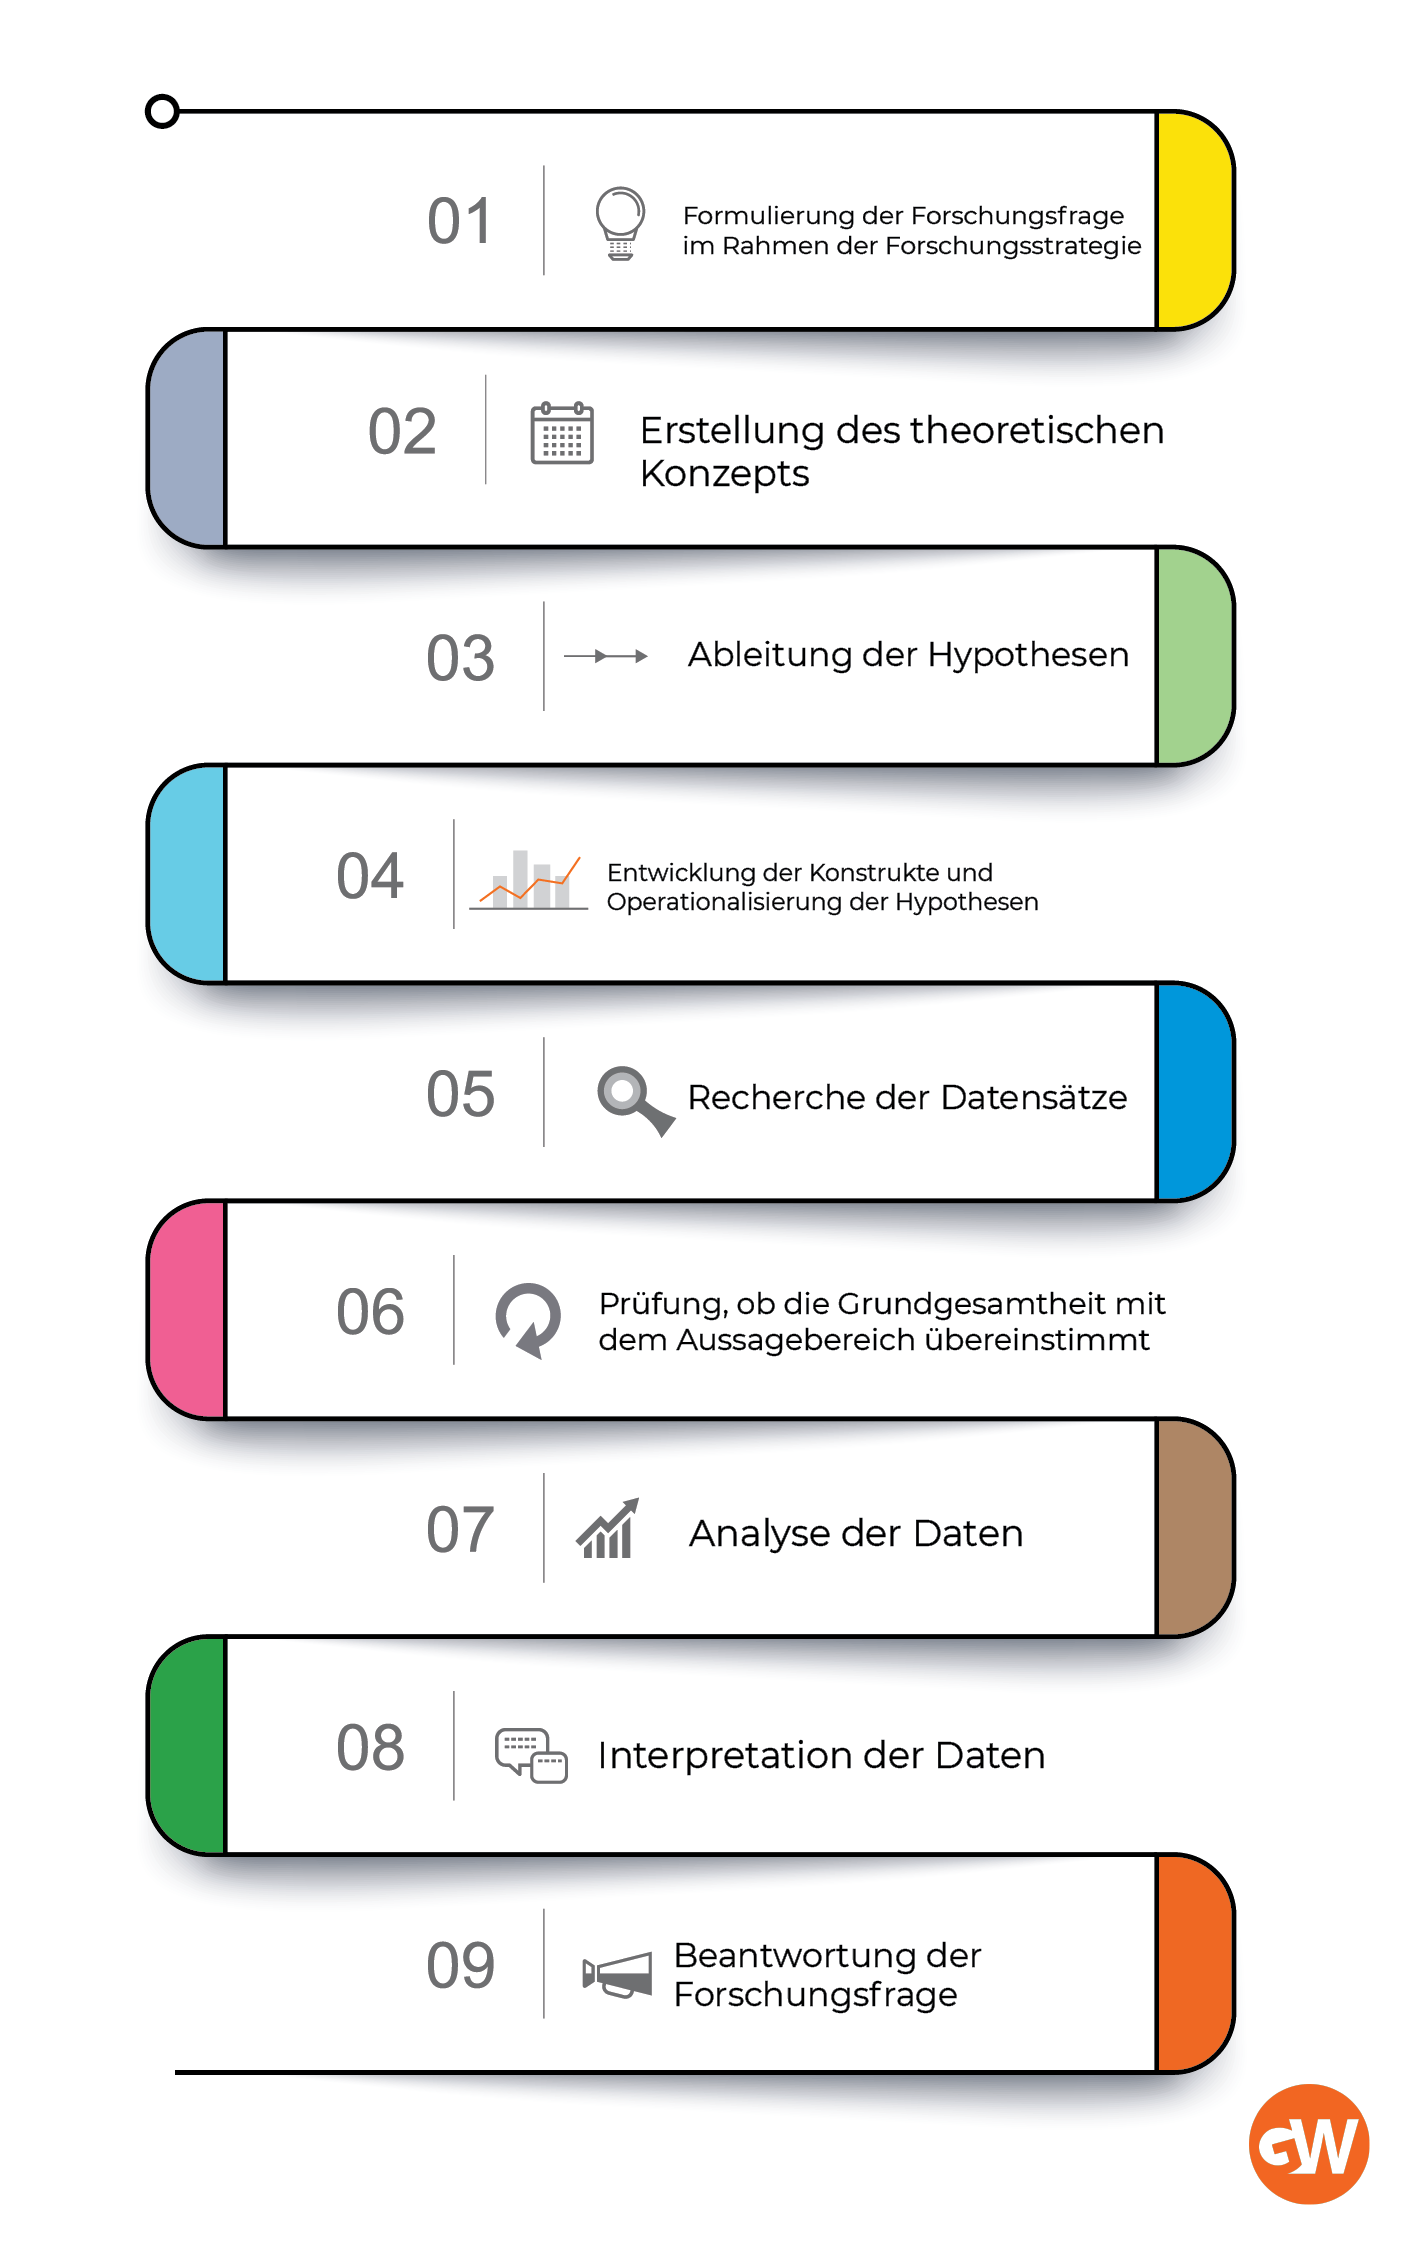 01
Formulierung der Forschungsfrage
im Rahmen der Forschungsstrategie
02
Erstellung des theoretischen
Konzepts
03
Ableitung der Hypothesen
04
Entwicklung der Konstrukte und
Operationalisierung der Hypothesen
05
Recherche der Datensätze
06
Prüfung, ob die Grundgesamtheit mit
dem Aussagebereich übereinstimmt
07
Analyse der Daten
08
Interpretation der Daten
09
Beantwortung der
Forschungsfrage
GW